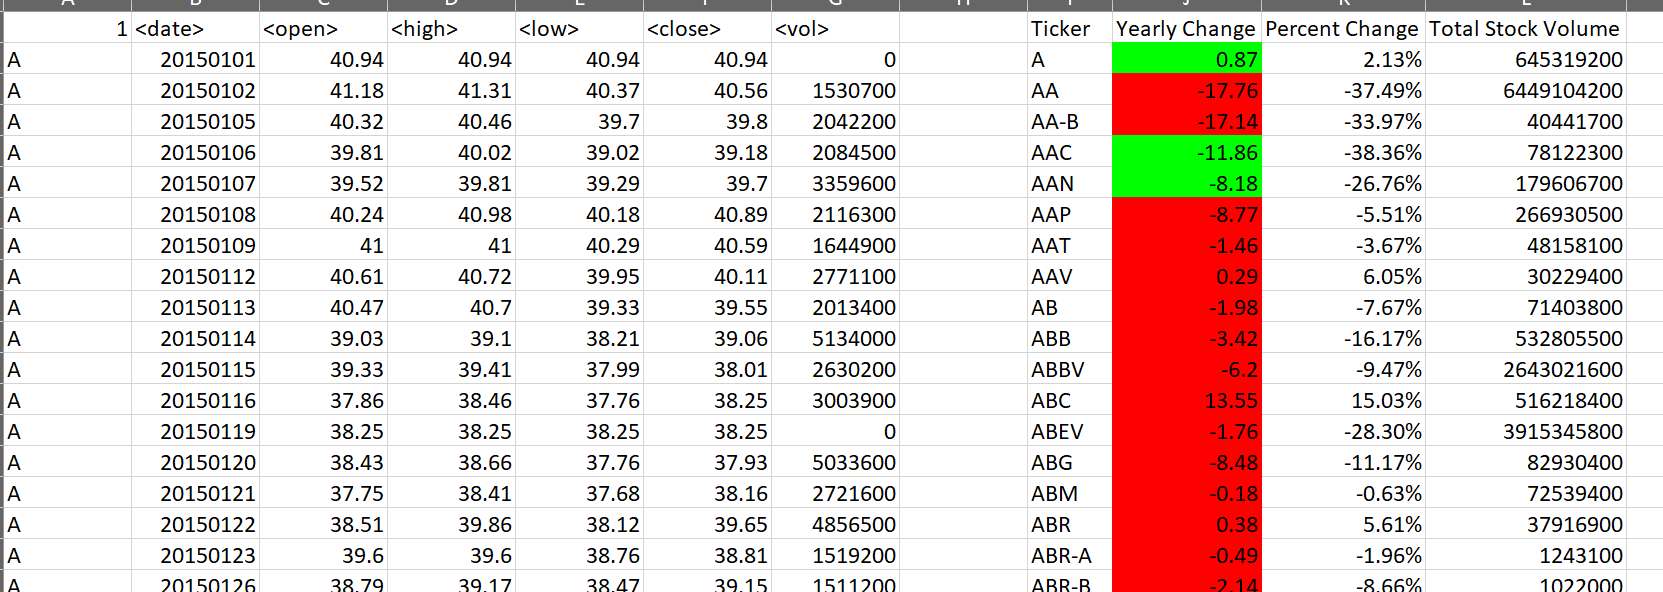 1 <date> <open> <high> <low> <close> <vol> Ticker Yearly Change Percent Change Total Stock Volume
A 20150101 40.94 40.94 40.94 40.94 0 A 0.87 2.13% 645319200
A 20150102 41.18 41.31 40.37 40.56 1530700 AA -17.76 -37.49% 6449104200
A 20150105 40.32 40.46 39.7 39.8 2042200 AA-B -17.14 -33.97% 40441700
A 20150106 39.81 40.02 39.02 39.18 2084500 AAC -11.86 -38.36% 78122300
A 20150107 39.52 39.81 39.29 39.7 3359600 AAN -8.18 -26.76% 179606700
A 20150108 40.24 40.98 40.18 40.89 2116300 AAP -8.77 -5.51% 266930500
A 20150109 41 41 40.29 40.59 1644900 AAT -1.46 -3.67% 48158100
A 20150112 40.61 40.72 39.95 40.11 2771100 AAV 0.29 6.05% 30229400
A 20150113 40.47 40.7 39.33 39.55 2013400 AB -1.98 -7.67% 71403800
A 20150114 39.03 39.1 38.21 39.06 5134000 ABB -3.42 -16.17% 532805500
A 20150115 39.33 39.41 37.99 38.01 2630200 ABBV -6.2 -9.47% 2643021600
A 20150116 37.86 38.46 37.76 38.25 3003900 ABC 13.55 15.03% 516218400
A 20150119 38.25 38.25 38.25 38.25 0 ABEV -1.76 -28.30% 3915345800
A 20150120 38.43 38.66 37.76 37.93 5033600 ABG -8.48 -11.17% 82930400
A 20150121 37.75 38.41 37.68 38.16 2721600 ABM -0.18 -0.63% 72539400
A 20150122 38.51 39.86 38.12 39.65 4856500 ABR 0.38 5.61% 37916900
A 20150123 39.6 39.6 38.76 38.81 1519200 ABR-A -0.49 -1.96% 1243100
A 20150126 38.79 39.17 38.47 39.15 1511200 ABR-B -2.14 -8.66% 1022000